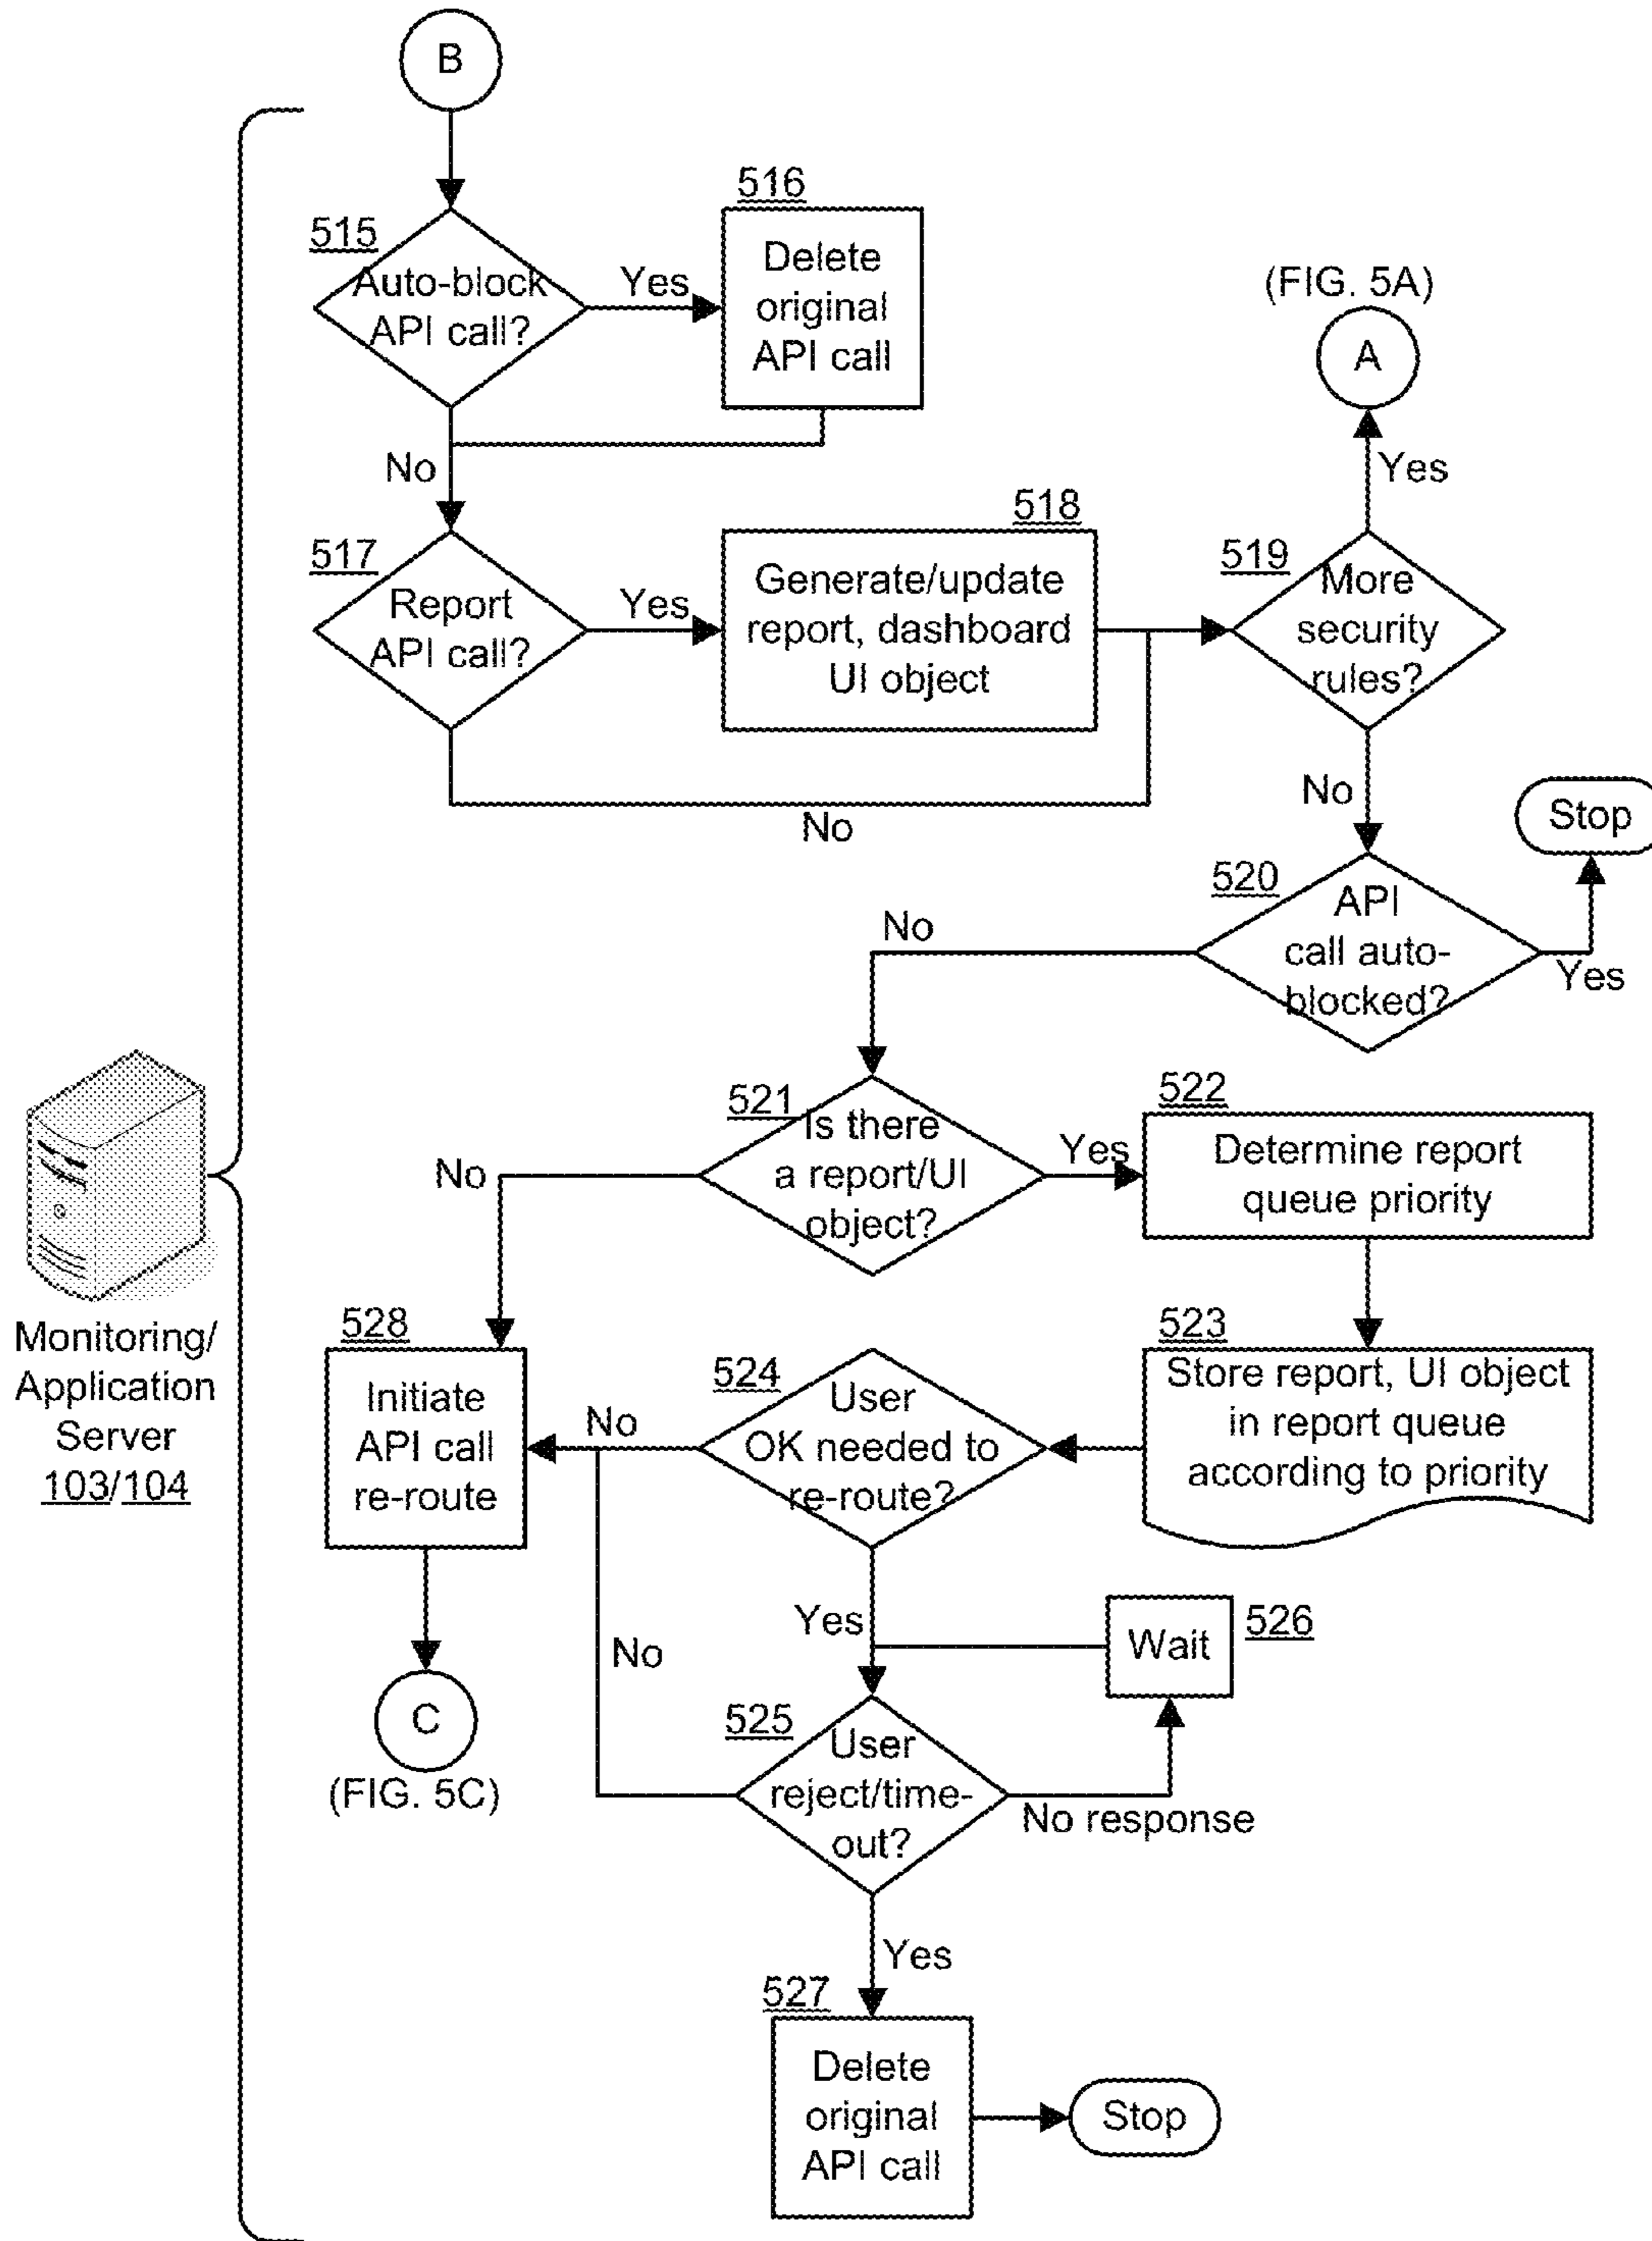 B
515
Auto-block
API call?
Yes
516
Delete
original
API call
(FIG. 5A)
A
Yes
No
517
Report
API call?
Yes
518
Generate/update
report, dashboard
UI object
519
More
security
rules?
No
No
Stop
520
API
call auto-
blocked?
Yes
No
521
Is there
a report/UI
object?
Yes
No
522
Determine report
queue priority
Monitoring/
Application
Server
103/104
528
Initiate
API call
re-route
No
524
User
OK needed to
re-route?
523
Store report, UI object
in report queue
according to priority
Yes
Wait
526
No
C
(FIG. 5C)
525
User
reject/time-
out?
No response
Yes
527
Delete
original
API call
Stop